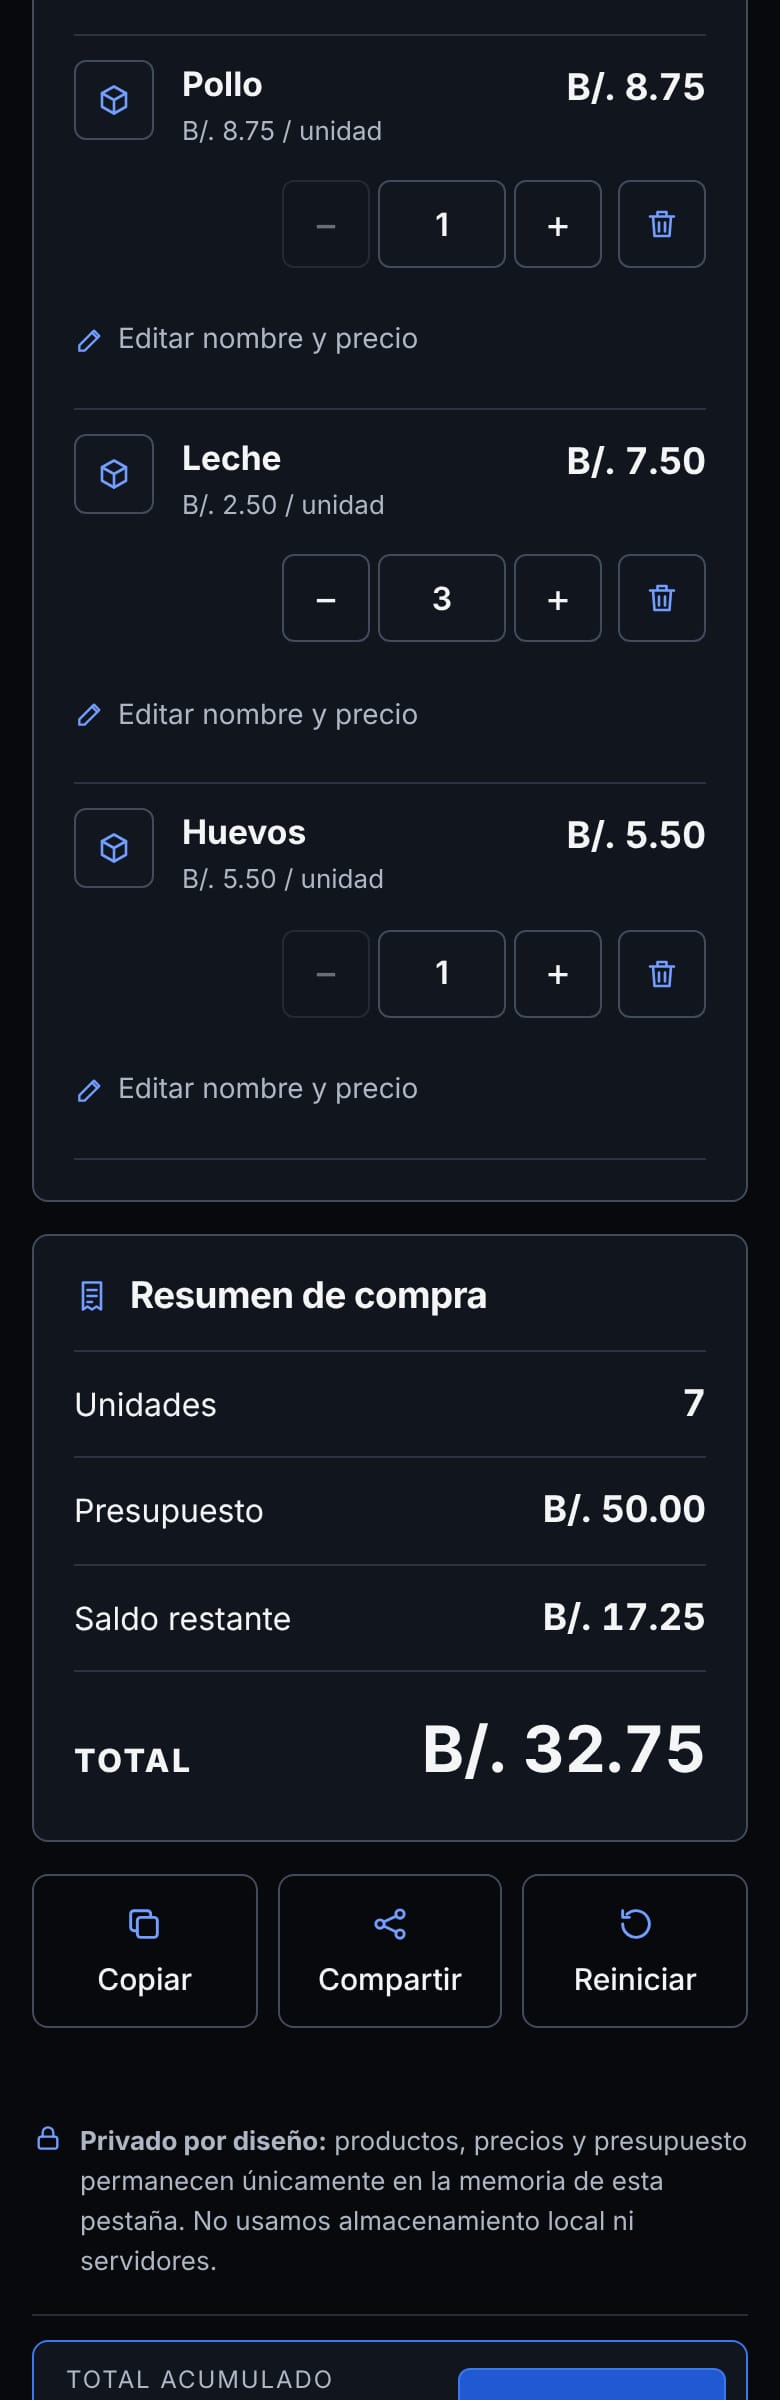 Pollo
B/. 8.75
B/. 8.75 / unidad
− 1 +
Editar nombre y precio
Leche
B/. 7.50
B/. 2.50 / unidad
− 3 +
Editar nombre y precio
Huevos
B/. 5.50
B/. 5.50 / unidad
− 1 +
Editar nombre y precio
Resumen de compra
Unidades 7
Presupuesto B/. 50.00
Saldo restante B/. 17.25
TOTAL B/. 32.75
Copiar Compartir Reiniciar
Privado por diseño: productos, precios y presupuesto
permanecen únicamente en la memoria de esta
pestaña. No usamos almacenamiento local ni
servidores.
TOTAL ACUMULADO